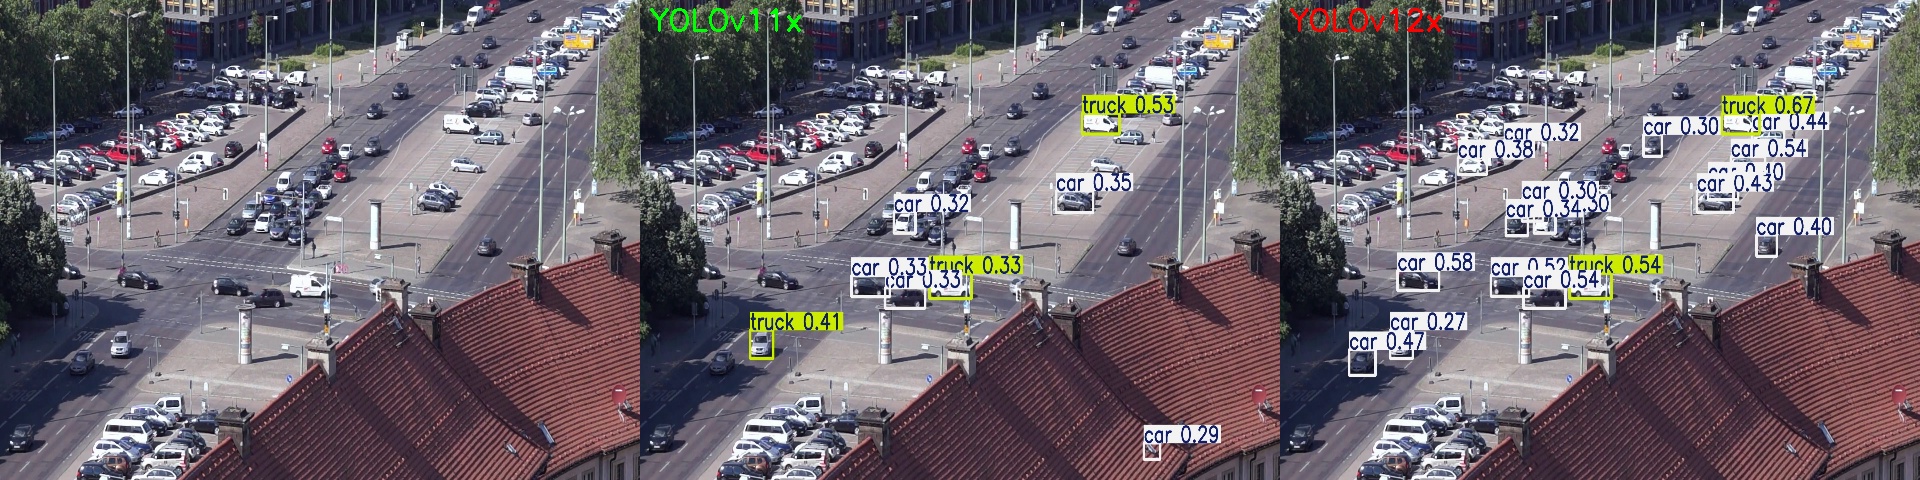 YOLOv11x
truck 0.53
car 0.35
car 0.32
car 0.33
truck 0.33
car 0.33
truck 0.41
car 0.29
YOLOv12x
truck 0.67
car 0.44
car 0.32
car 0.30
car 0.38
car 0.54
car 0.43
car 0.30
car 0.34
car 0.40
car 0.58
car 0.52
truck 0.54
car 0.54
car 0.27
car 0.47